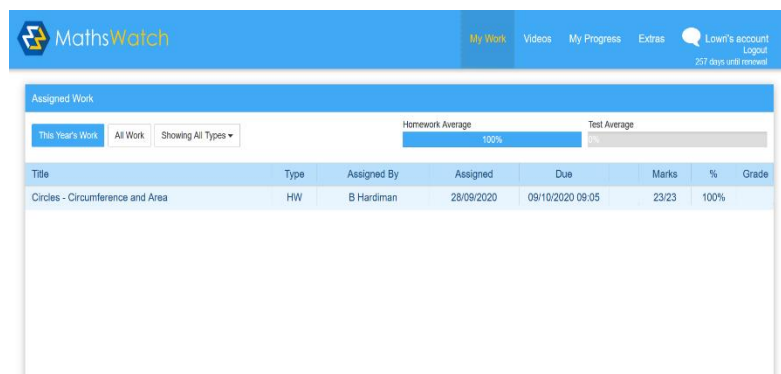 MathsWatch
My Work Videos My Progress Extras Lown's account
Logout
257 days until renewal
Assigned Work
This Year's Work All Work Showing All Types
Homework Average Test Average
100% 0%
Title Type Assigned By Assigned Due Marks % Grade
Circles - Circumference and Area HW B Hardiman 28/09/2020 09/10/2020 09:05 23/23 100%